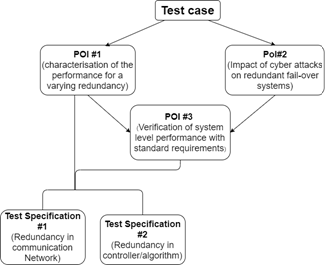 Test case
POI #1
(characterisation of the
performance for a
varying redundancy)
PoI#2
(Impact of cyber attacks
on redundant fail-over
systems)
POI #3
(Verification of system
level performance with
standard requirements)
Test Specification
#1
(Redundancy in
communication
Network)
Test Specification
#2
(Redundancy in
controller/algorithm)